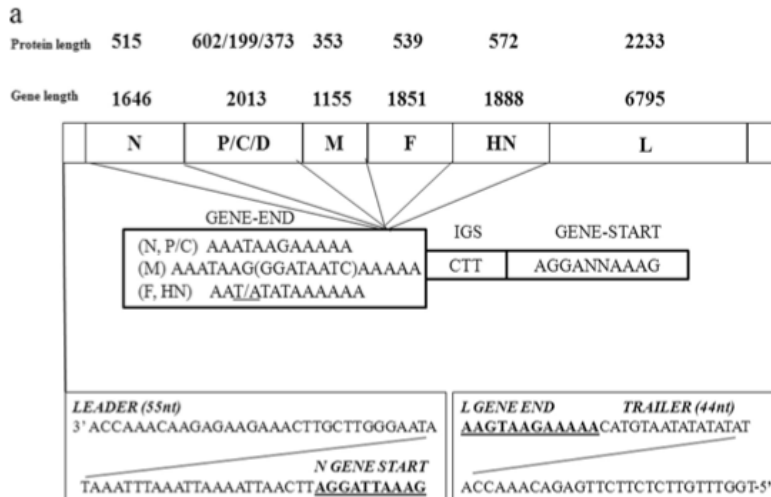 a
Protein length 515 602/199/373 353 539 572 2233
Gene length 1646 2013 1155 1851 1888 6795
N P/C/D M F HN L
GENE-END IGS GENE-START
(N, P/C) AAATAAGAAAAA
(M) AAATAAG(GGATAATC)AAAAA CTT AGGANNAAAG
(F, HN) AAT/ATATAAAAAA
LEADER (55nt)
3' ACCAAACAAGAGAAGAAACTTGCTTGGGAATA
N GENE START
TAAATTTAAATTAAAATTAACTTAGGATTAAAG
L GENE END TRAILER (44nt)
AAGTAAGAAAAACATGTAATATATATAT
ACCAAACAGAGTTCTTCTCTTGTTTGGT-5'